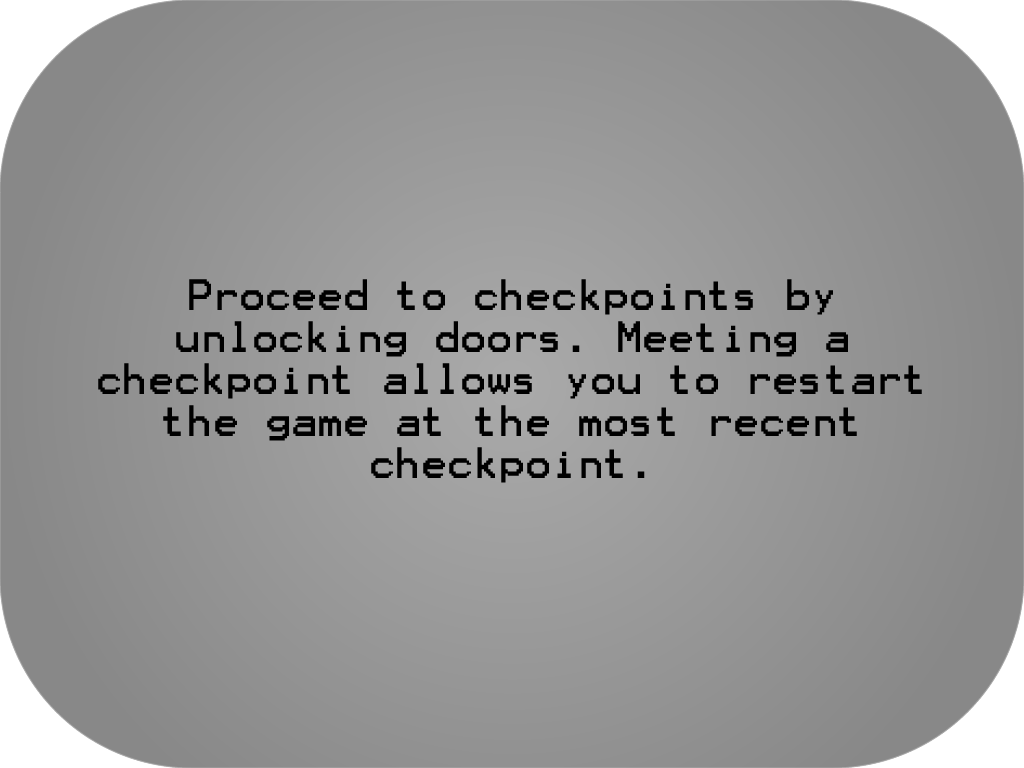 Proceed to checkpoints by
unlocking doors. Meeting a
checkpoint allows you to restart
the game at the most recent
checkpoint.